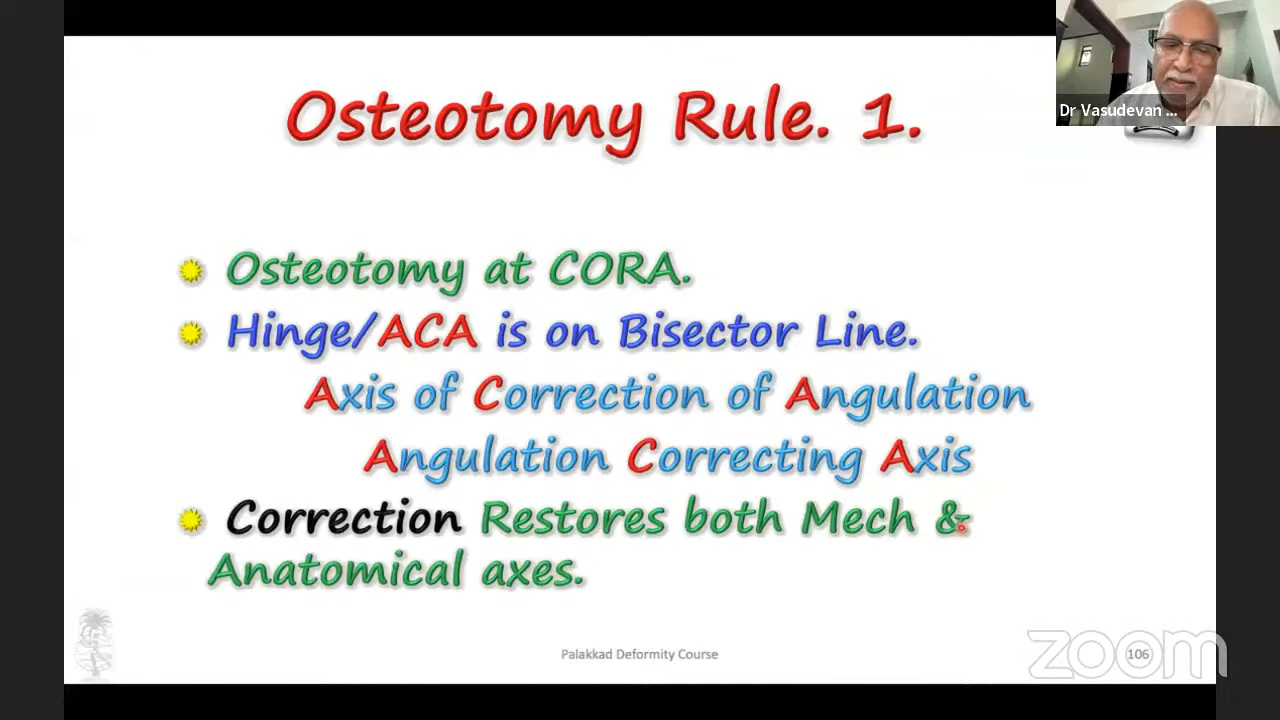 Osteotomy Rule. 1.
Dr Vasudevan ...
Osteotomy at CORA.
Hinge/ACA is on Bisector Line.
Axis of Correction of Angulation
Angulation Correcting Axis
Correction Restores both Mech &
Anatomical axes.
Palakkad Deformity Course
106
zoom